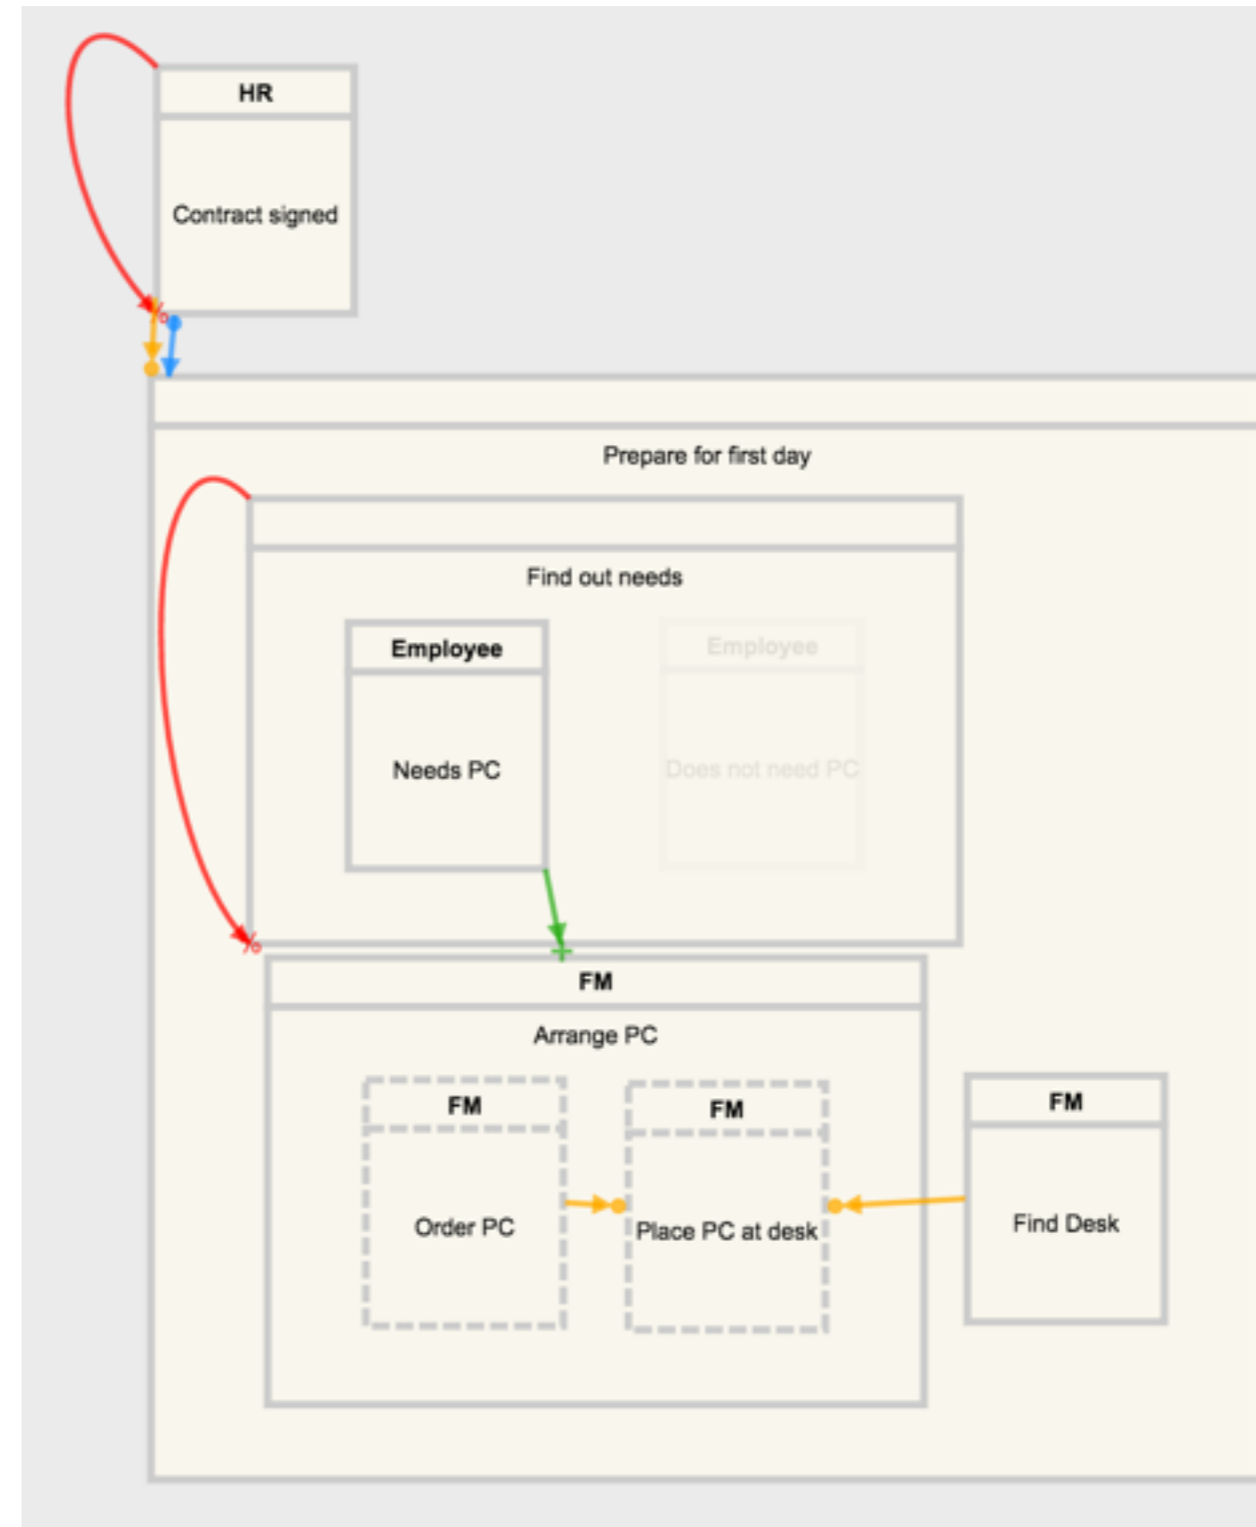 HR
Contract signed
%
Prepare for first day
Find out needs
Employee
Employee
Needs PC
Does not need PC
%
+
FM
Arrange PC
FM
FM
FM
Order PC
Place PC at desk
Find Desk